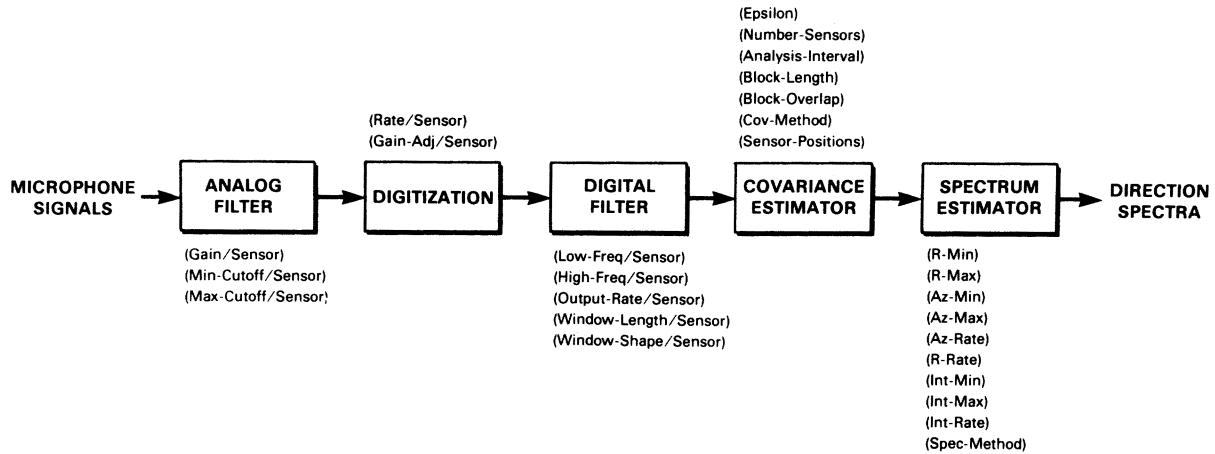 (Epsilon)
(Number-Sensors)
(Analysis-Interval)
(Block-Length)
(Block-Overlap)
(Cov-Method)
(Sensor-Positions)
(Rate/Sensor)
(Gain-Adj/Sensor)
MICROPHONE
SIGNALS
ANALOG
FILTER
DIGITIZATION
DIGITAL
FILTER
COVARIANCE
ESTIMATOR
SPECTRUM
ESTIMATOR
DIRECTION
SPECTRA
(Gain/Sensor)
(Min-Cutoff/Sensor)
(Max-Cutoff/Sensor)
(Low-Freq/Sensor)
(High-Freq/Sensor)
(Output-Rate/Sensor)
(Window-Length/Sensor)
(Window-Shape/Sensor)
(R-Min)
(R-Max)
(Az-Min)
(Az-Max)
(Az-Rate)
(R-Rate)
(Int-Min)
(Int-Max)
(Int-Rate)
(Spec-Method)